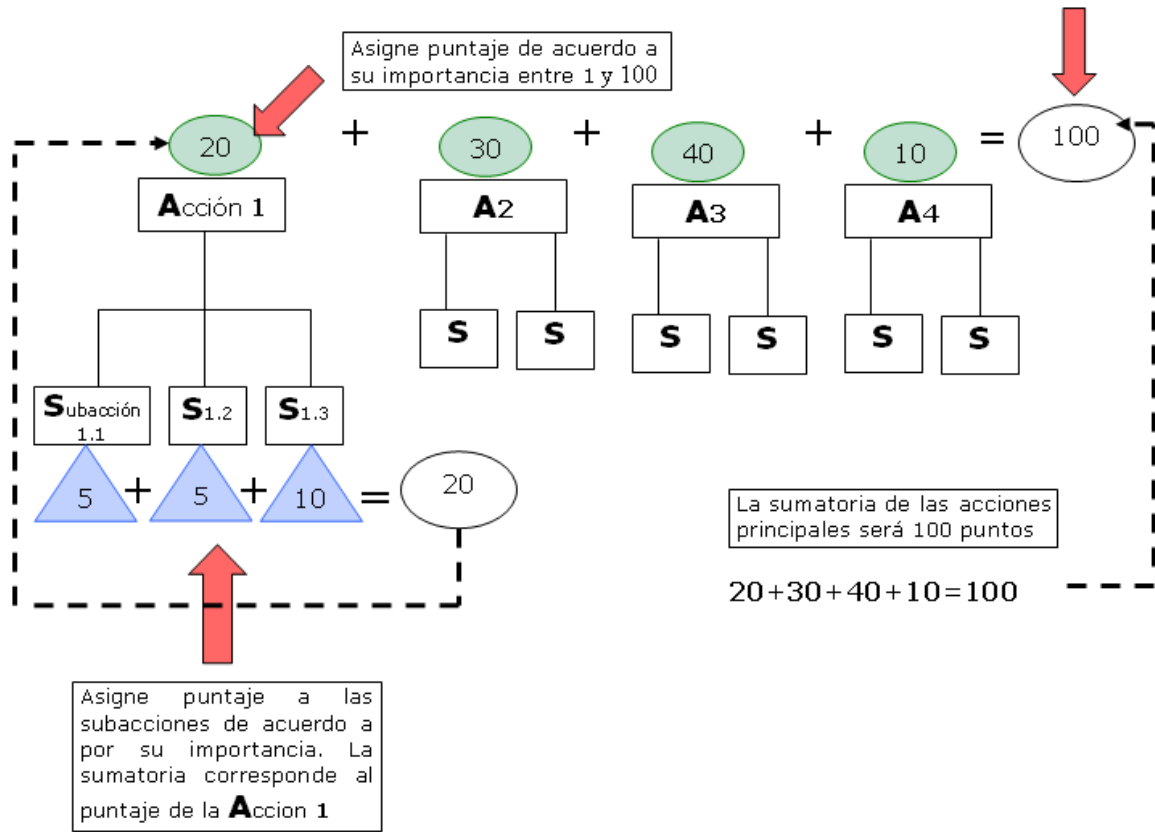 Asigne puntaje de acuerdo a
su importancia entre 1 y 100
20 + 30 + 40 + 10 = 100
Acción 1
A2
A3
A4
S
S
S
S
S
S
Subacción
1.1
S1.2
S1.3
5 + 5 + 10 = 20
La sumatoria de las acciones
principales será 100 puntos
20+30+40+10=100
Asigne puntaje a las
subacciones de acuerdo a
por su importancia. La
sumatoria corresponde al
puntaje de la Accion 1